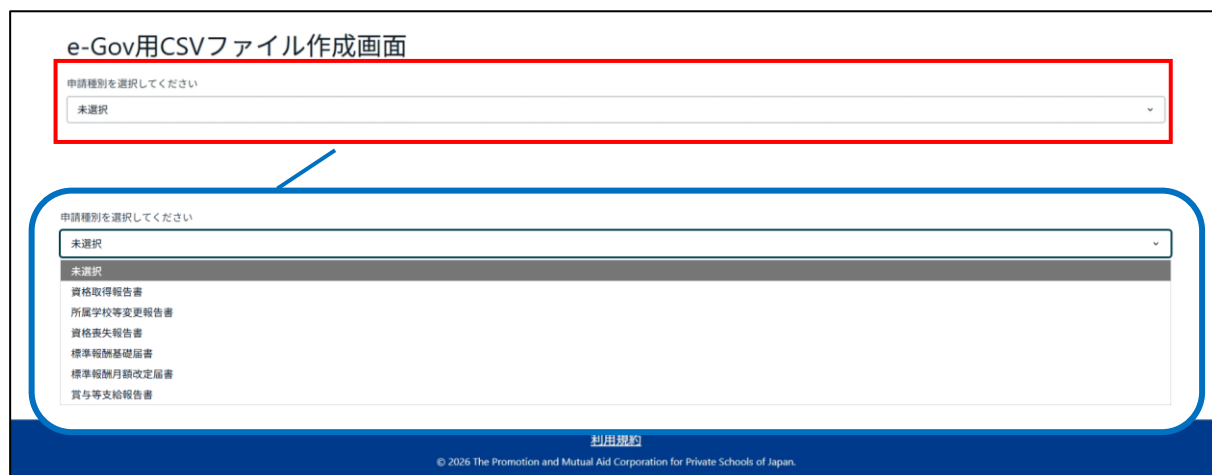 e-Gov用CSVファイル作成画面
申請種別を選択してください
未選択
申請種別を選択してください
未選択
未選択
資格取得報告書
所属学校等変更報告書
資格喪失報告書
標準報酬基礎届書
標準報酬月額改定届書
賞与等支給報告書
利用規約
© 2026 The Promotion and Mutual Aid Corporation for Private Schools of Japan.